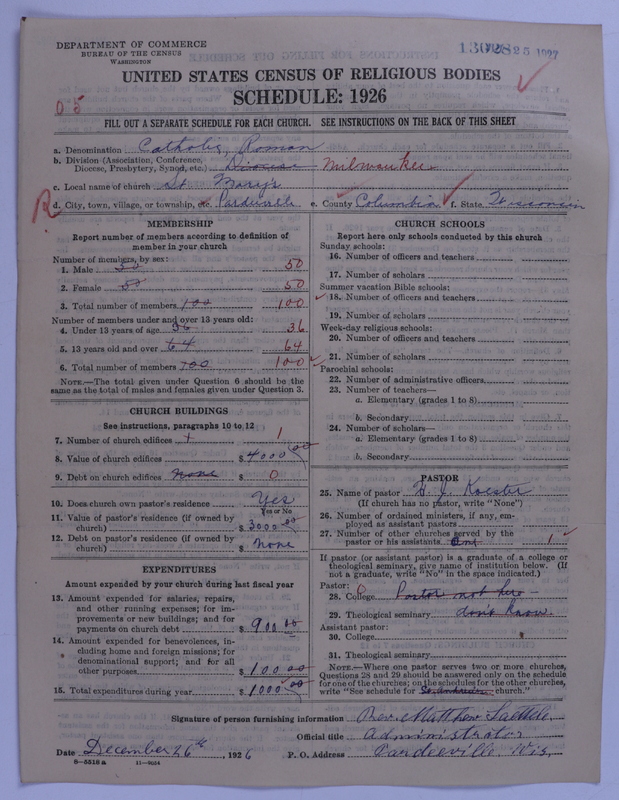 DEPARTMENT OF COMMERCE
BUREAU OF THE CENSUS
WASHINGTON
UNITED STATES CENSUS OF RELIGIOUS BODIES
SCHEDULE: 1926
05
FILL OUT A SEPARATE SCHEDULE FOR EACH CHURCH. SEE INSTRUCTIONS ON THE BACK OF THIS SHEET
a. Denomination Catholic, Roman
b. Division (Association, Conference, Diocese, Presbytery, Synod, etc.) Diocese Milwaukee
c. Local name of church St Mary's
R d. City, town, village, or township, etc. Pardeeville e. County Columbia f. State Wisconsin
MEMBERSHIP
Report number of members according to definition of
member in your church
Number of members, by sex:
1. Male 50 50
2. Female 50 50
3. Total number of members 100 100
Number of members under and over 13 years old:
4. Under 13 years of age 36 36
5. 13 years old and over 64 64
6. Total number of members 100 100
NOTE.—The total given under Question 6 should be the
same as the total of males and females given under Question 3.
CHURCH BUILDINGS
See instructions, paragraphs 10 to 12
7. Number of church edifices 1 1
8. Value of church edifices $ 4000 00
9. Debt on church edifices none $ 0
10. Does church own pastor's residence Yes
Yes or No
11. Value of pastor's residence (if owned by
church) $ 3000 00
12. Debt on pastor's residence (if owned by
church) $ none
EXPENDITURES
Amount expended by your church during last fiscal year
13. Amount expended for salaries, repairs,
and other running expenses; for im-
provements or new buildings; and for
payments on church debt $ 900 00
14. Amount expended for benevolences, in-
cluding home and foreign missions; for
denominational support; and for all
other purposes $ 100 00
15. Total expenditures during year $ 1000 00
CHURCH SCHOOLS
Report here only schools conducted by this church
Sunday schools:
16. Number of officers and teachers
17. Number of scholars
Summer vacation Bible schools:
18. Number of officers and teachers
19. Number of scholars
Week-day religious schools:
20. Number of officers and teachers
21. Number of scholars
Parochial schools:
22. Number of administrative officers
23. Number of teachers—
a. Elementary (grades 1 to 8)
b. Secondary
24. Number of scholars—
a. Elementary (grades 1 to 8)
b. Secondary
PASTOR
25. Name of pastor J. Koester
(If church has no pastor, write "None")
26. Number of ordained ministers, if any, em-
ployed as assistant pastors
27. Number of other churches served by the
pastor or his assistants 1
If pastor (or assistant pastor) is a graduate of a college or
theological seminary, give name of institution below. (If
not a graduate, write "No" in the space indicated.)
Pastor:
28. College Pastor not here
29. Theological seminary don't know
Assistant pastor:
30. College
31. Theological seminary
NOTE.—Where one pastor serves two or more churches,
Questions 28 and 29 should be answered only on the schedule
for one of the churches; on the schedules for the other churches,
write "See schedule for church."
Signature of person furnishing information Rev. Matthew
Official title Administrator
Date December 26th, 1926 P. O. Address Pardeeville Wis.
8—5518 a 11—9034